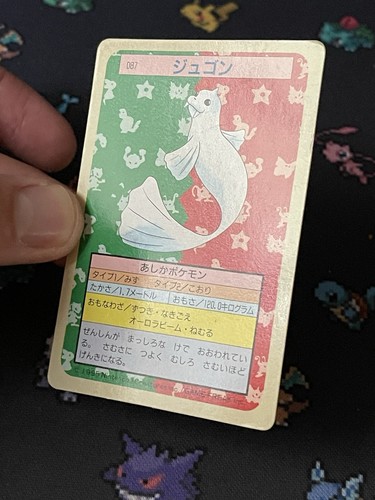 087 ジュゴン
あしかポケモン
タイプ1/みず タイプ2/こおり
たかさ/1.7メートル おもさ/120.0キログラム
おもなわざ/ずつき・なきごえ
オーロラビーム・ねむる
ぜんしんが まっしろな けで おおわれてい
る。 さむさに つよく むしろ さむいほど
げんきになる。